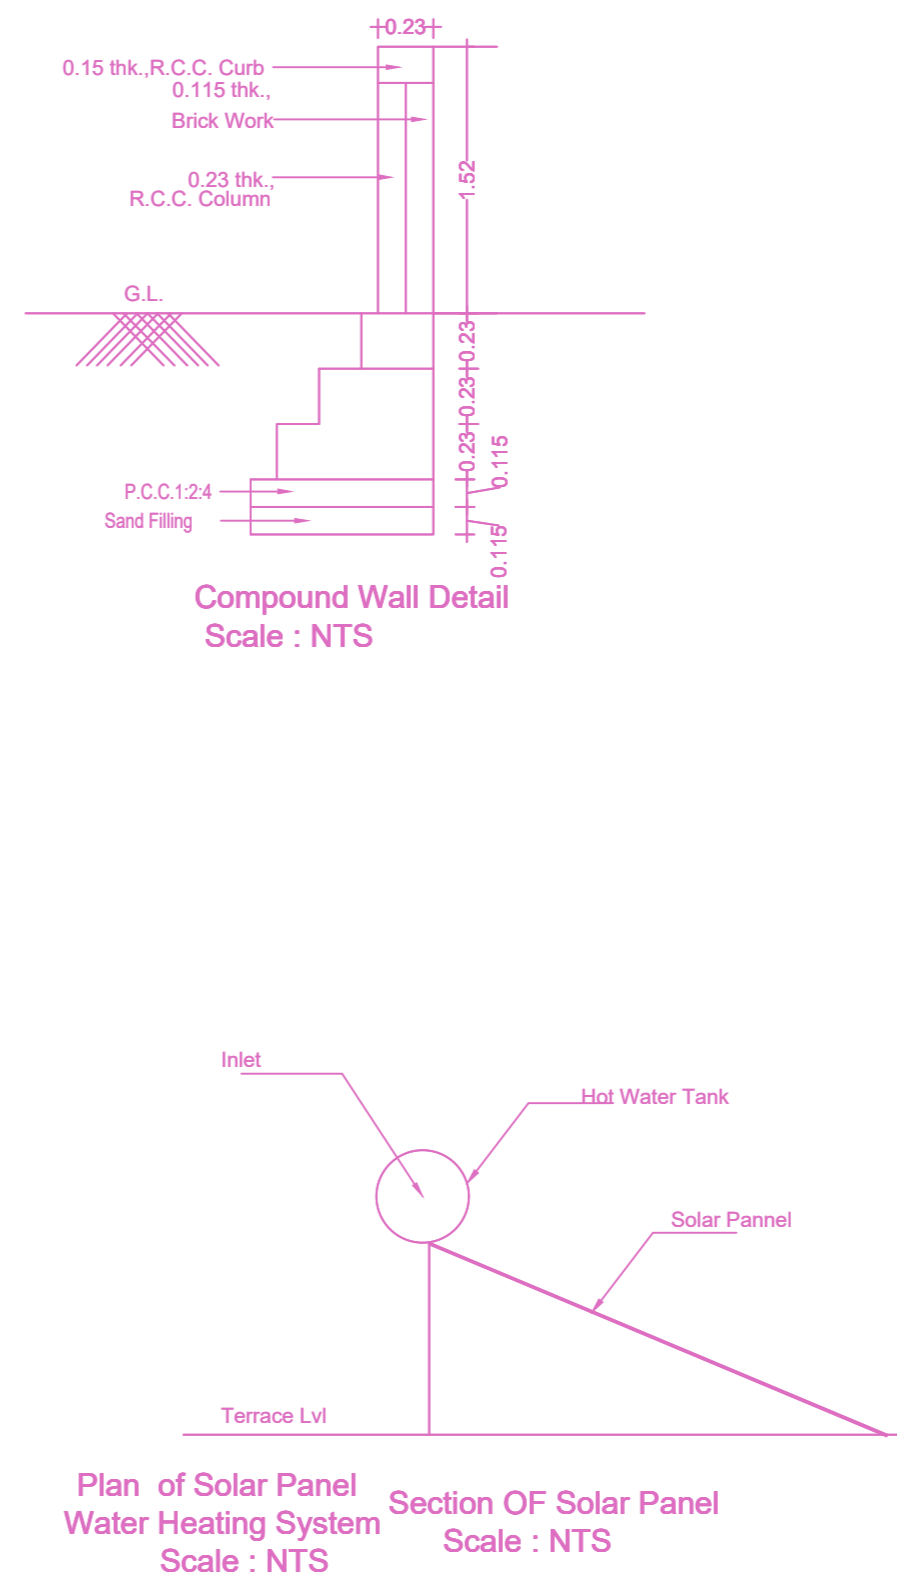 0.23
0.15 thk.,R.C.C. Curb
0.115 thk.,
Brick Work
0.23 thk.,
R.C.C. Column
1.52
G.L.
0.23
0.23
0.23
0.115
P.C.C.1:2:4
Sand Filling
0.115
Compound Wall Detail
Scale : NTS
Inlet
Hot Water Tank
Solar Pannel
Terrace Lvl
Plan of Solar Panel
Water Heating System
Scale : NTS
Section OF Solar Panel
Scale : NTS